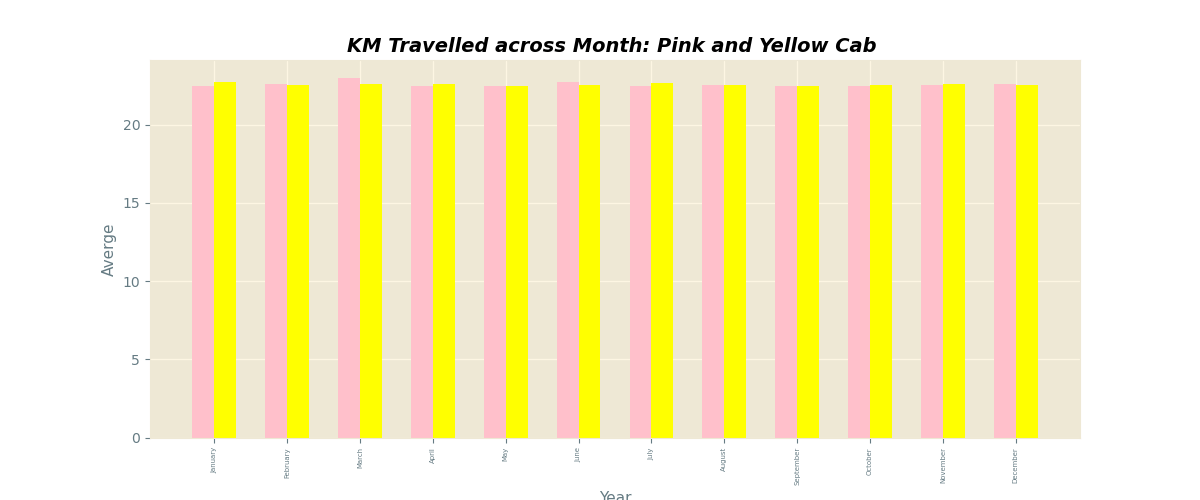 KM Travelled across Month: Pink and Yellow Cab
20
15
10
5
0
Averge
January
February
March
April
May
June
July
August
September
October
November
December
Year